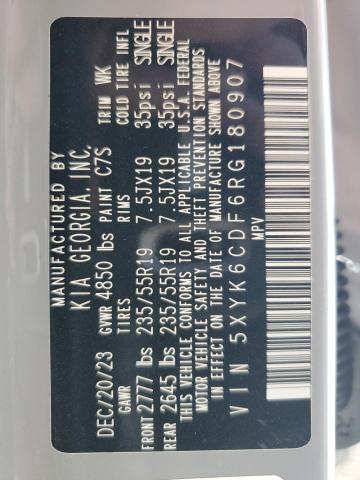 MANUFACTURED BY
KIA GEORGIA INC.
DEC/20/23 GVWR 4850 lbs PAINT C7S TRIM WK
GAWR TIRES RIMS COLD TIRE INFL
FRONT 2777 lbs 235/55R19 7.5JX19 35psi SINGLE
REAR 2645 lbs 235/55R19 7.5JX19 35psi SINGLE
THIS VEHICLE CONFORMS TO ALL APPLICABLE U.S.A. FEDERAL
MOTOR VEHICLE SAFETY AND THEFT PREVENTION STANDARDS
IN EFFECT ON THE DATE OF MANUFACTURE SHOWN ABOVE
VIN 5XYK6CDF6RG180907
MPV